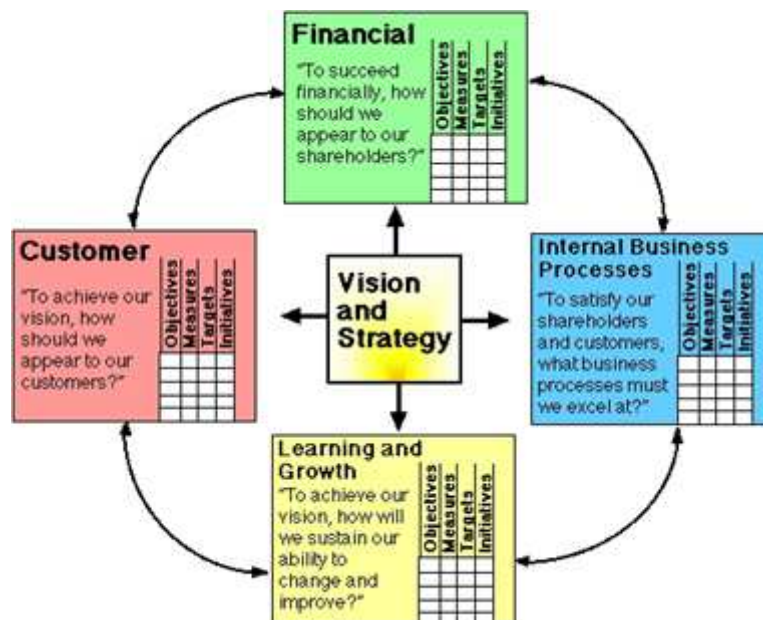 Financial
"To succeed
financially, how
should we
appear to our
shareholders?"
Objectives
Measures
Targets
Initiatives
Customer
"To achieve our
vision, how
should we
appear to our
customers?"
Objectives
Measures
Targets
Initiatives
Vision
and
Strategy
Internal Business
Processes
"To satisfy our
shareholders
and customers,
what business
processes must
we excel at?"
Objectives
Measures
Targets
Initiatives
Learning and
Growth
"To achieve our
vision, how will
we sustain our
ability to
change and
improve?"
Objectives
Measures
Targets
Initiatives